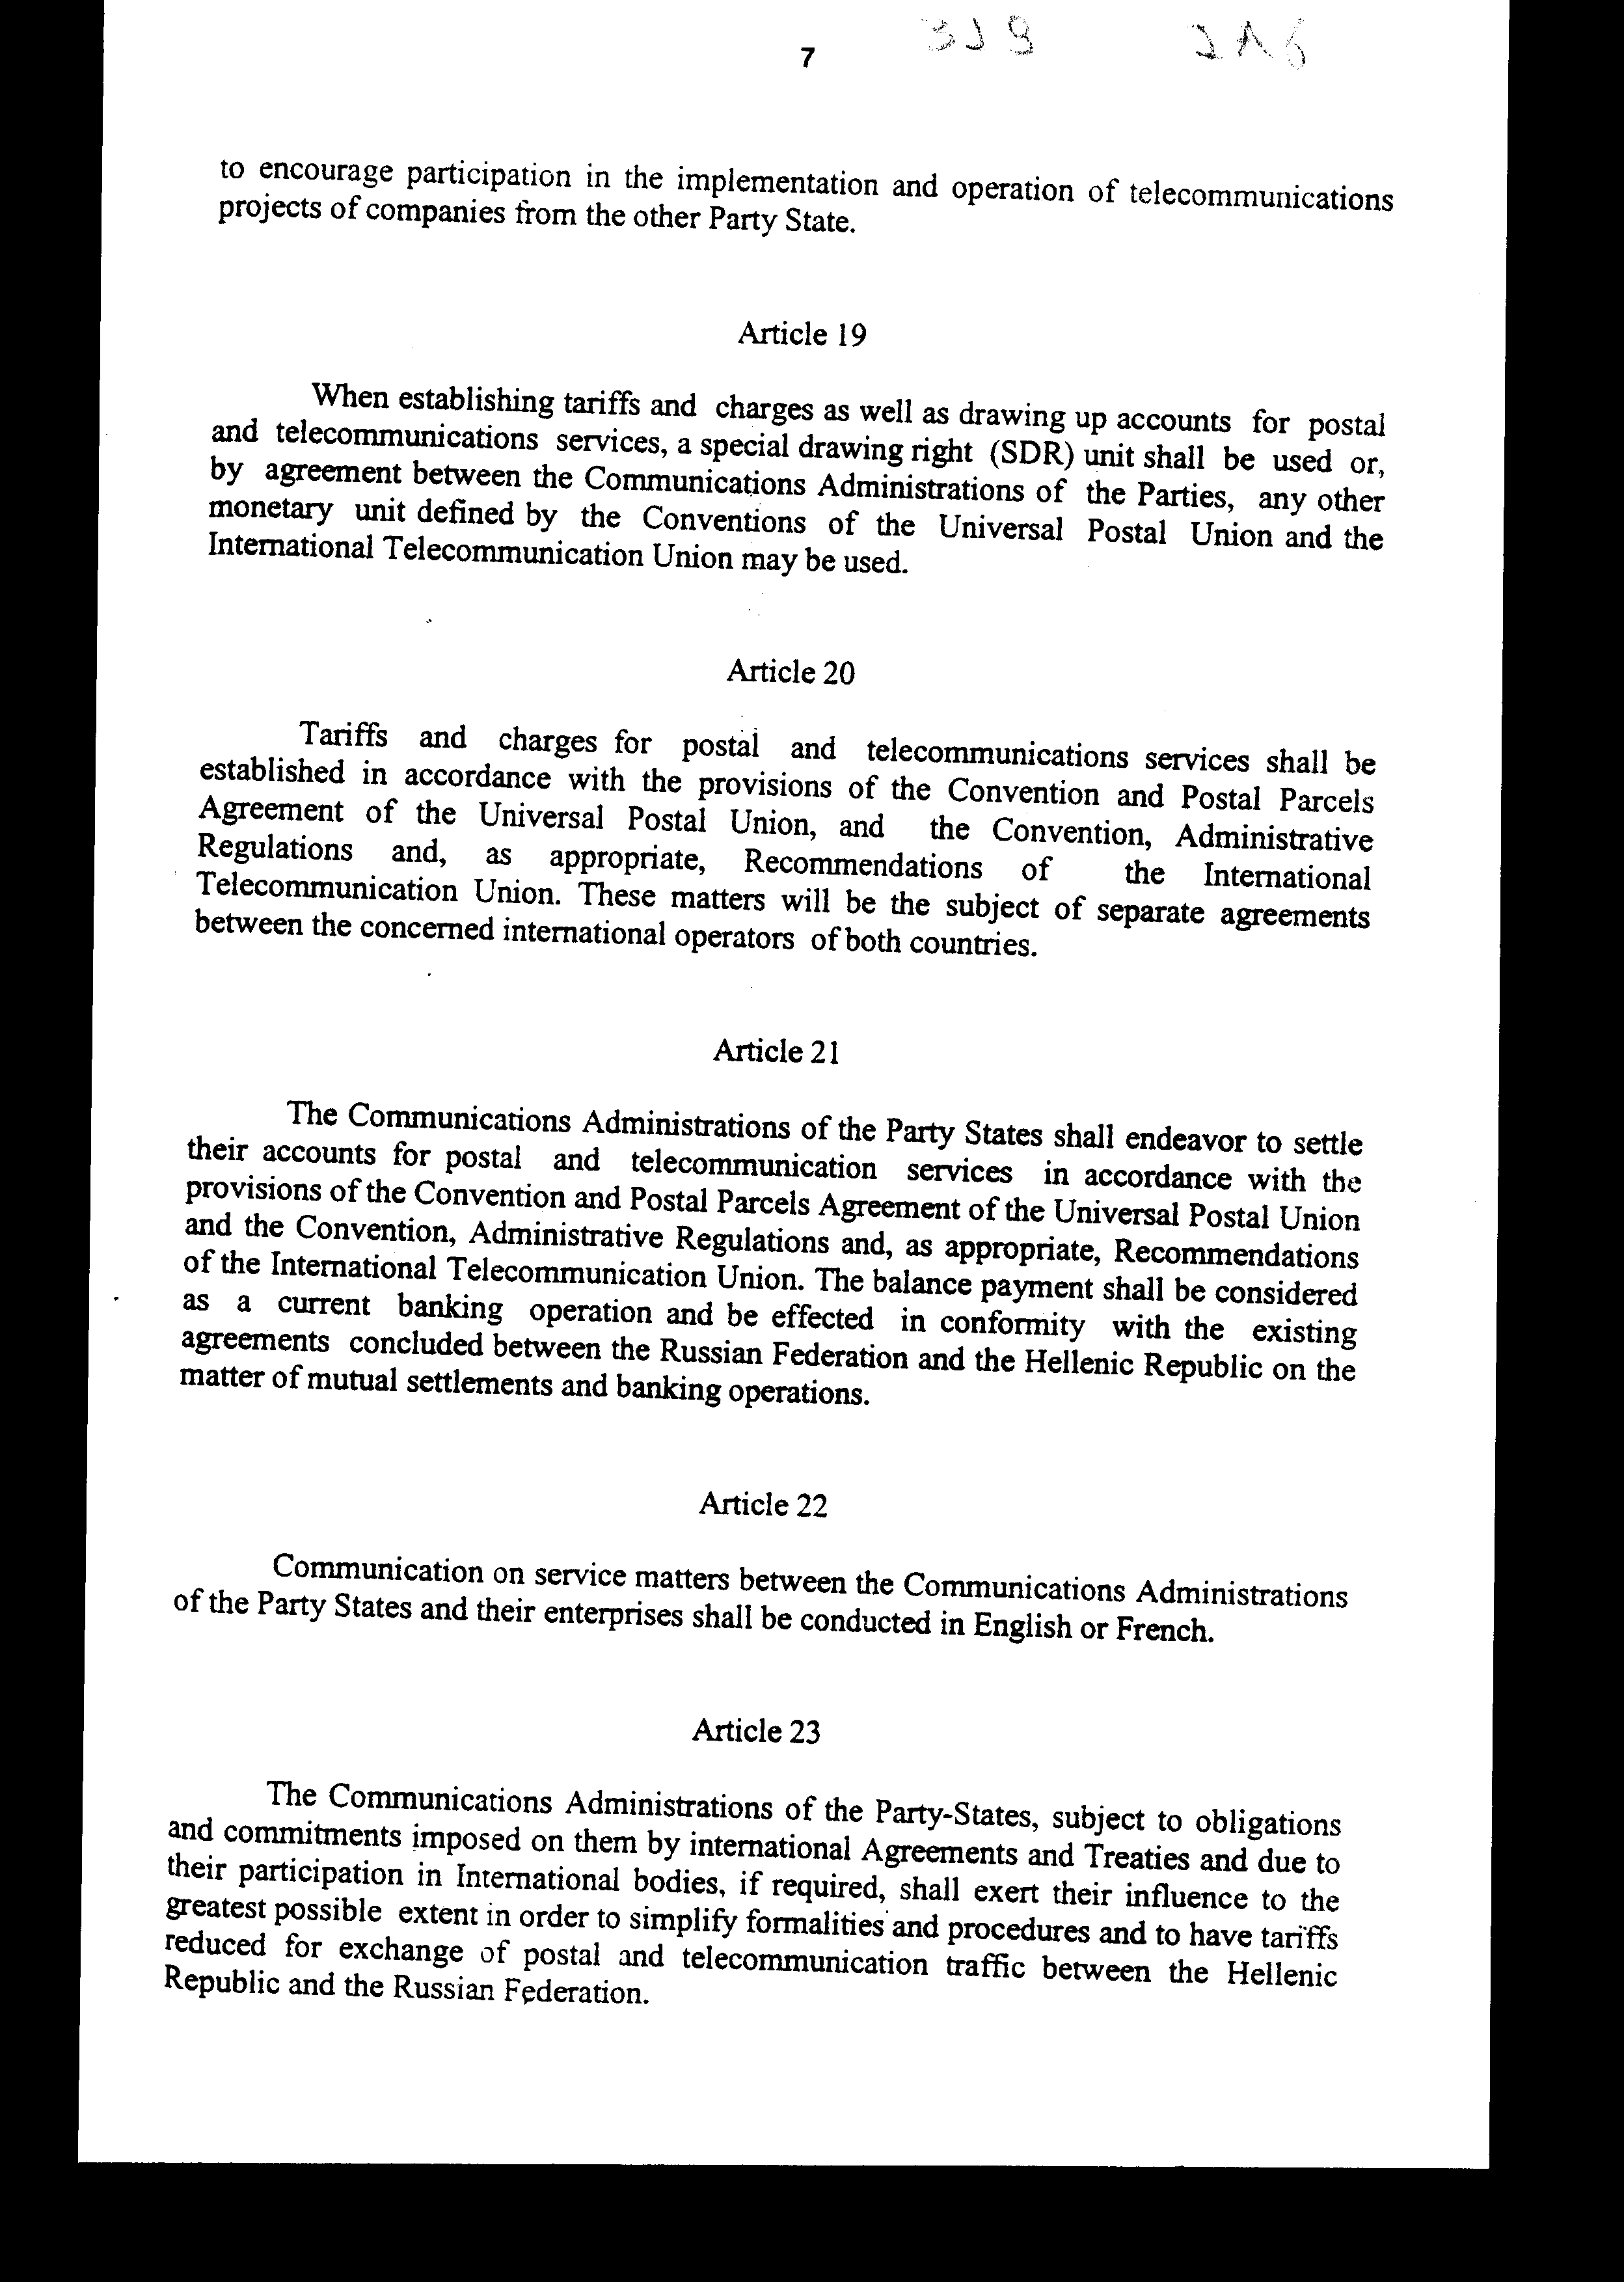 7
to encourage participation in the implementation and operation of telecommunications
projects of companies from the other Party State.
Article 19
When establishing tariffs and charges as well as drawing up accounts for postal
and telecommunications services, a special drawing right (SDR) unit shall be used or,
by agreement between the Communications Administrations of the Parties, any other
monetary unit defined by the Conventions of the Universal Postal Union and the
International Telecommunication Union may be used.
Article 20
Tariffs and charges for postal and telecommunications services shall be
established in accordance with the provisions of the Convention and Postal Parcels
Agreement of the Universal Postal Union, and the Convention, Administrative
Regulations and, as appropriate, Recommendations of the International
Telecommunication Union. These matters will be the subject of separate agreements
between the concerned international operators of both countries.
Article 21
The Communications Administrations of the Party States shall endeavor to settle
their accounts for postal and telecommunication services in accordance with the
provisions of the Convention and Postal Parcels Agreement of the Universal Postal Union
and the Convention, Administrative Regulations and, as appropriate, Recommendations
of the International Telecommunication Union. The balance payment shall be considered
as a current banking operation and be effected in conformity with the existing
agreements concluded between the Russian Federation and the Hellenic Republic on the
matter of mutual settlements and banking operations.
Article 22
Communication on service matters between the Communications Administrations
of the Party States and their enterprises shall be conducted in English or French.
Article 23
The Communications Administrations of the Party-States, subject to obligations
and commitments imposed on them by international Agreements and Treaties and due to
their participation in International bodies, if required, shall exert their influence to the
greatest possible extent in order to simplify formalities and procedures and to have tariffs
reduced for exchange of postal and telecommunication traffic between the Hellenic
Republic and the Russian Federation.